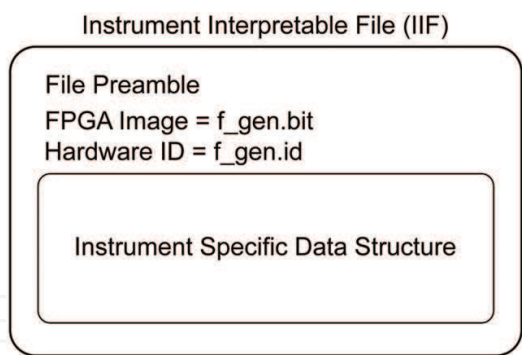 Instrument Interpretable File (IIF)
File Preamble
FPGA Image = f_gen.bit
Hardware ID = f_gen.id
Instrument Specific Data Structure